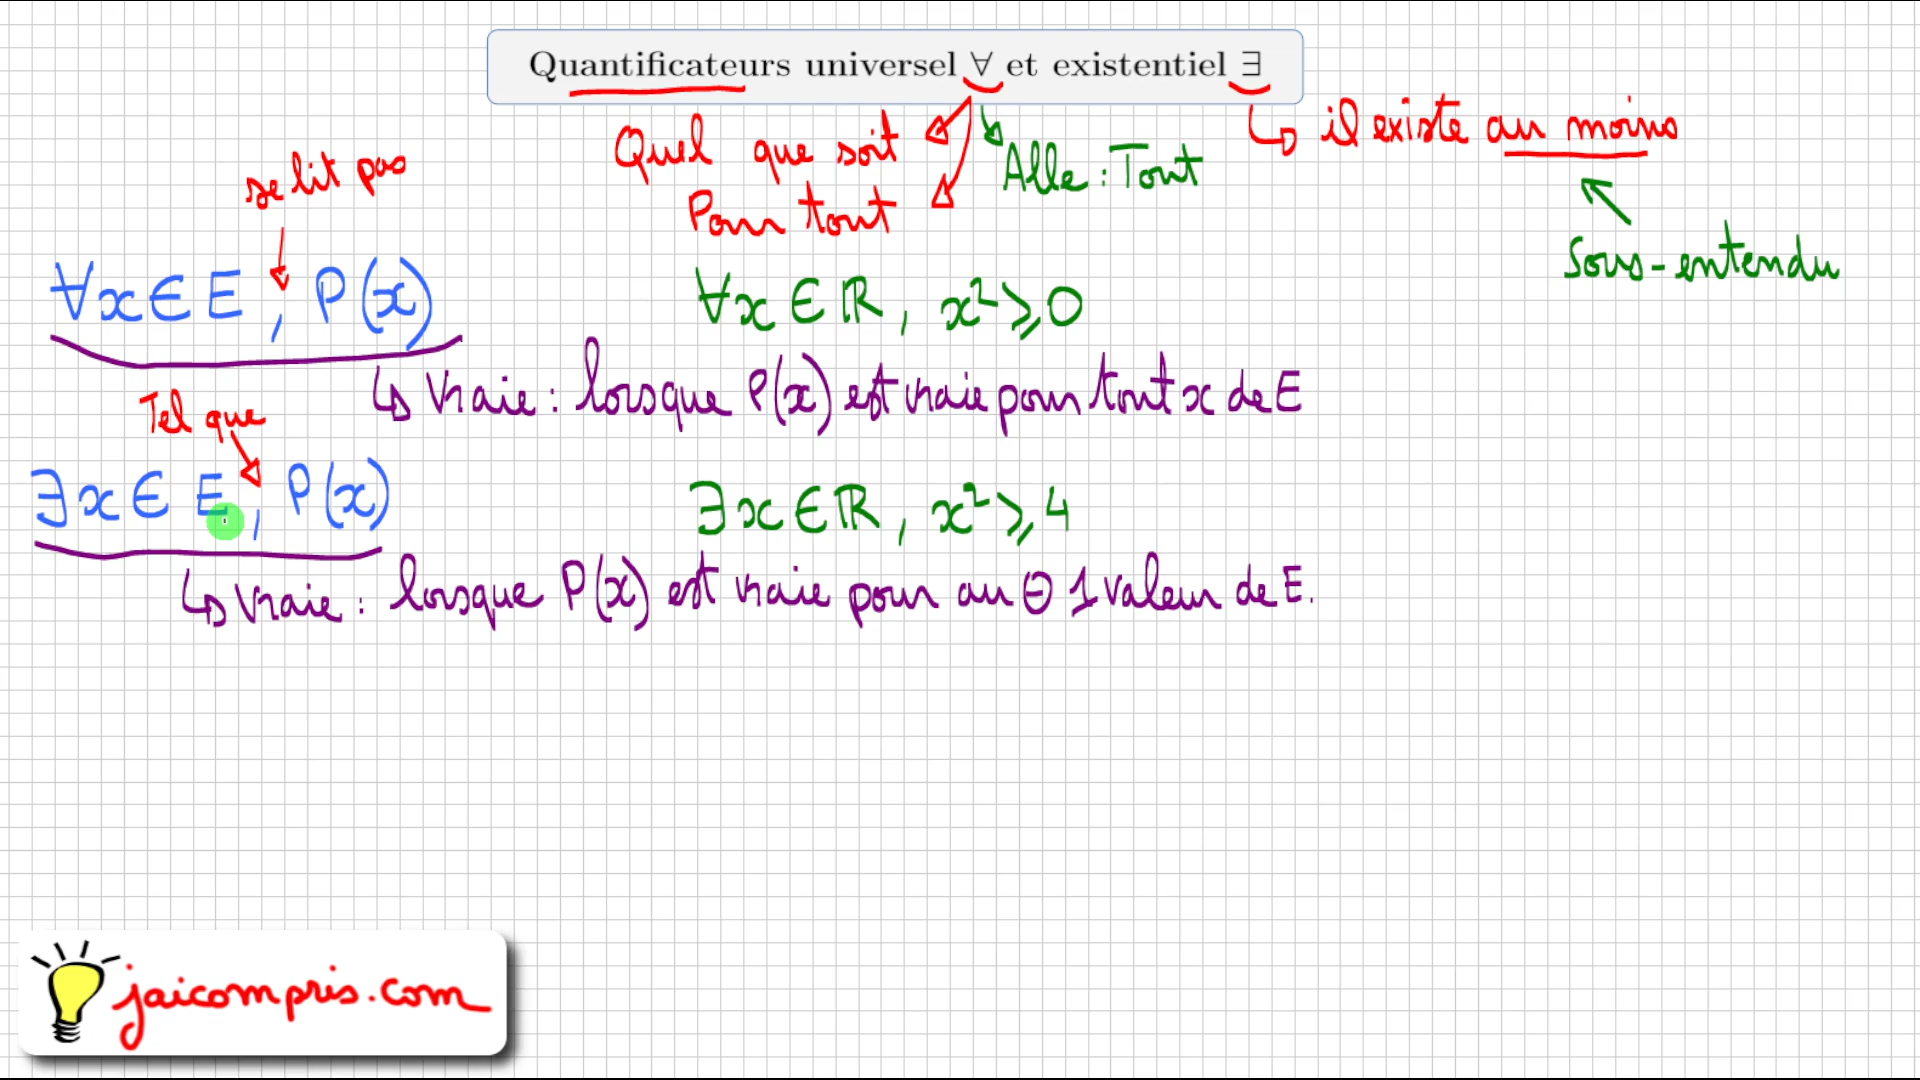 Quantificateurs universel ∀ et existentiel ∃
il existe au moins
Quel que soit
Alle : Tout
se lit pas
Pour tout
Sous-entendu
∀x ∈ E , P(x)
∀x ∈ ℝ , x² ⩾ 0
↳ Vraie : lorsque P(x) est vraie pour tout x de E
Tel que
∃x ∈ E , P(x)
∃x ∈ ℝ , x² ⩾ 4
↳ Vraie : lorsque P(x) est vraie pour au ⊖ 1 valeur de E.
jaicompris.com